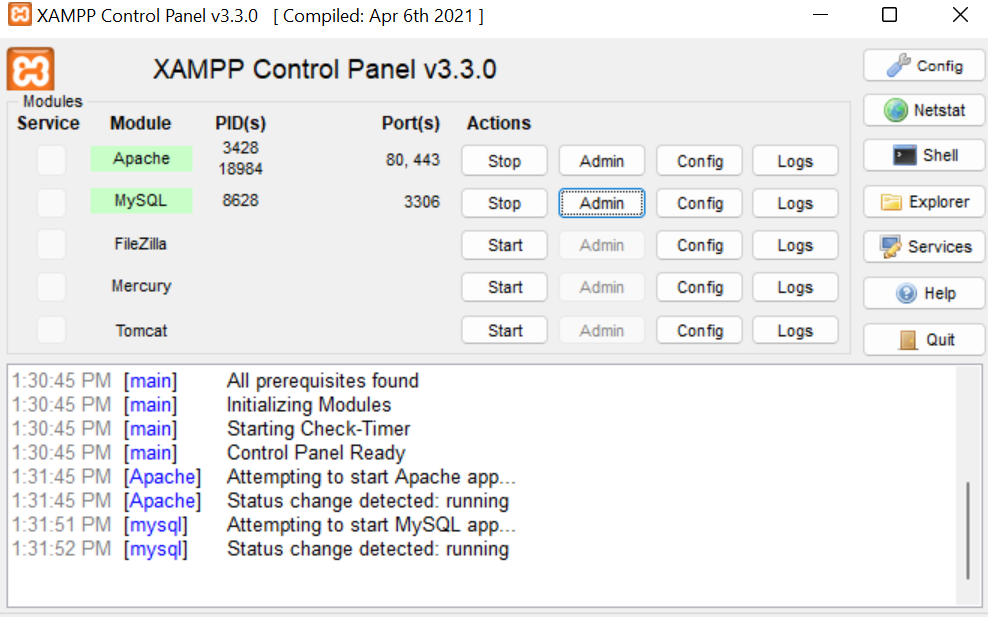 XAMPP Control Panel v3.3.0 [ Compiled: Apr 6th 2021 ]
XAMPP Control Panel v3.3.0
Config
Modules
Service Module PID(s) Port(s) Actions
Netstat
Apache 3428 18984 80, 443 Stop Admin Config Logs
Shell
MySQL 8628 3306 Stop Admin Config Logs
Explorer
FileZilla Start Admin Config Logs
Services
Mercury Start Admin Config Logs
Help
Tomcat Start Admin Config Logs
Quit
1:30:45 PM [main] All prerequisites found
1:30:45 PM [main] Initializing Modules
1:30:45 PM [main] Starting Check-Timer
1:30:45 PM [main] Control Panel Ready
1:31:45 PM [Apache] Attempting to start Apache app...
1:31:45 PM [Apache] Status change detected: running
1:31:51 PM [mysql] Attempting to start MySQL app...
1:31:52 PM [mysql] Status change detected: running